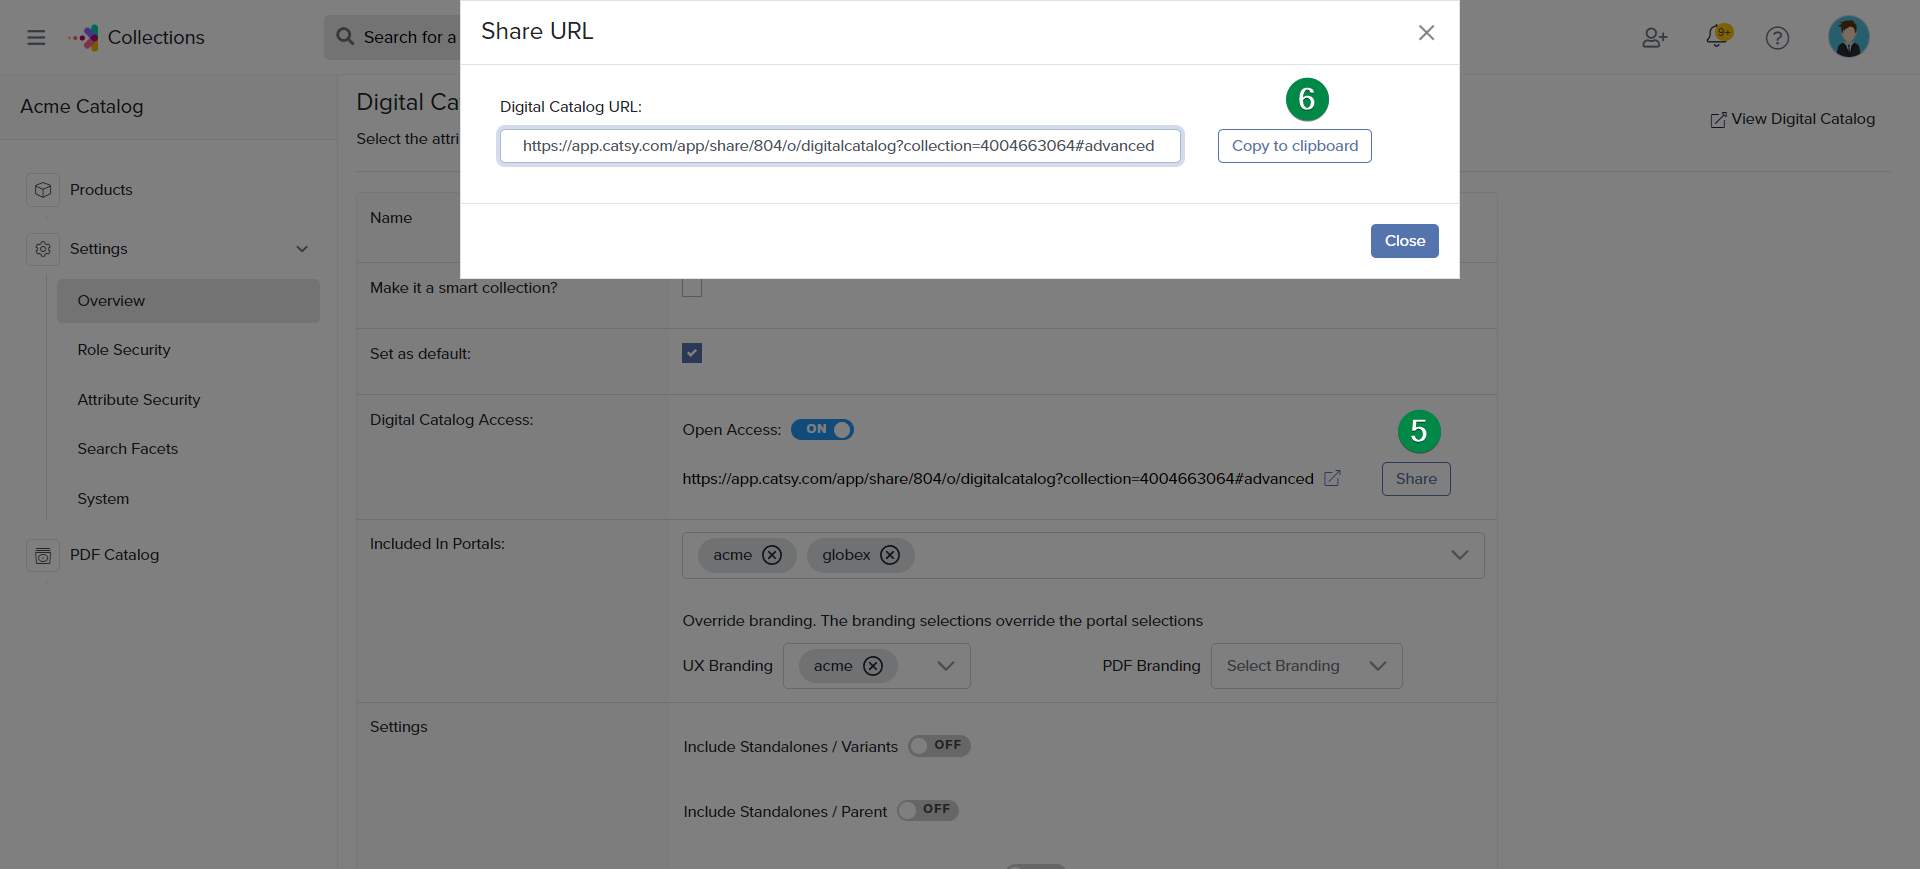 Share URL
Collections
Search for a
9+
Acme Catalog
Digital Ca
Select the attri
View Digital Catalog
Digital Catalog URL:
6
https://app.catsy.com/app/share/804/o/digitalcatalog?collection=4004663064#advanced
Copy to clipboard
Close
Products
Settings
Overview
Role Security
Attribute Security
Search Facets
System
PDF Catalog
Name
Make it a smart collection?
Set as default:
Digital Catalog Access:
Open Access: ON
5
https://app.catsy.com/app/share/804/o/digitalcatalog?collection=4004663064#advanced
Share
Included In Portals:
acme globex
Override branding. The branding selections override the portal selections
UX Branding acme PDF Branding Select Branding
Settings
Include Standalones / Variants OFF
Include Standalones / Parent OFF